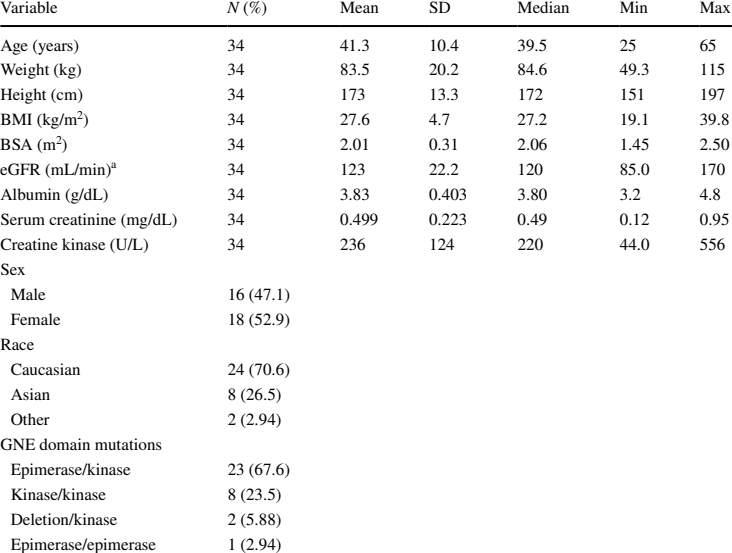 Variable N (%) Mean SD Median Min Max
Age (years) 34 41.3 10.4 39.5 25 65
Weight (kg) 34 83.5 20.2 84.6 49.3 115
Height (cm) 34 173 13.3 172 151 197
BMI (kg/m²) 34 27.6 4.7 27.2 19.1 39.8
BSA (m²) 34 2.01 0.31 2.06 1.45 2.50
eGFR (mL/min)ᵃ 34 123 22.2 120 85.0 170
Albumin (g/dL) 34 3.83 0.403 3.80 3.2 4.8
Serum creatinine (mg/dL) 34 0.499 0.223 0.49 0.12 0.95
Creatine kinase (U/L) 34 236 124 220 44.0 556
Sex
Male 16 (47.1)
Female 18 (52.9)
Race
Caucasian 24 (70.6)
Asian 8 (26.5)
Other 2 (2.94)
GNE domain mutations
Epimerase/kinase 23 (67.6)
Kinase/kinase 8 (23.5)
Deletion/kinase 2 (5.88)
Epimerase/epimerase 1 (2.94)